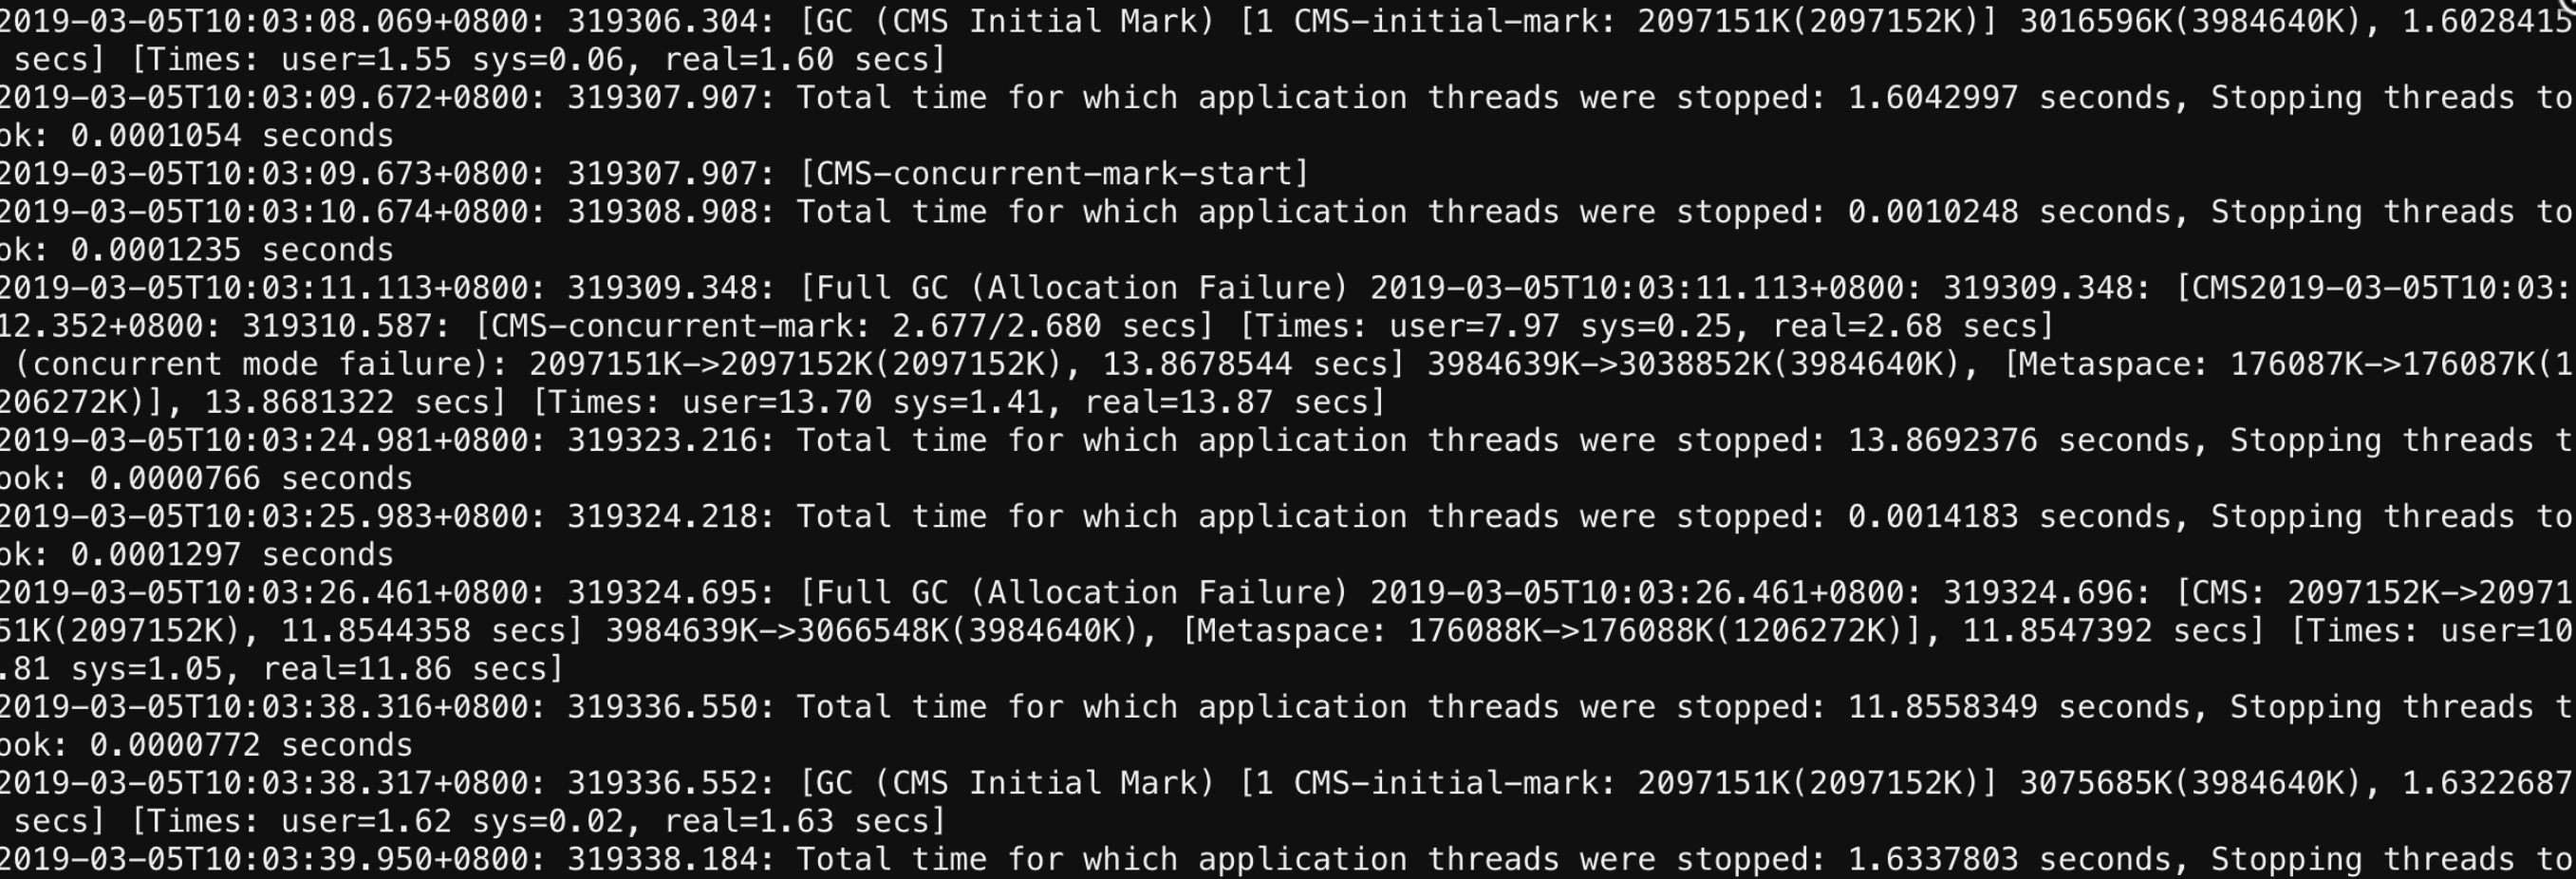 2019-03-05T10:03:08.069+0800: 319306.304: [GC (CMS Initial Mark) [1 CMS-initial-mark: 2097151K(2097152K)] 3016596K(3984640K), 1.6028415
 secs] [Times: user=1.55 sys=0.06, real=1.60 secs]
2019-03-05T10:03:09.672+0800: 319307.907: Total time for which application threads were stopped: 1.6042997 seconds, Stopping threads to
ok: 0.0001054 seconds
2019-03-05T10:03:09.673+0800: 319307.907: [CMS-concurrent-mark-start]
2019-03-05T10:03:10.674+0800: 319308.908: Total time for which application threads were stopped: 0.0010248 seconds, Stopping threads to
ok: 0.0001235 seconds
2019-03-05T10:03:11.113+0800: 319309.348: [Full GC (Allocation Failure) 2019-03-05T10:03:11.113+0800: 319309.348: [CMS2019-03-05T10:03:
12.352+0800: 319310.587: [CMS-concurrent-mark: 2.677/2.680 secs] [Times: user=7.97 sys=0.25, real=2.68 secs]
 (concurrent mode failure): 2097151K->2097152K(2097152K), 13.8678544 secs] 3984639K->3038852K(3984640K), [Metaspace: 176087K->176087K(1
206272K)], 13.8681322 secs] [Times: user=13.70 sys=1.41, real=13.87 secs]
2019-03-05T10:03:24.981+0800: 319323.216: Total time for which application threads were stopped: 13.8692376 seconds, Stopping threads t
ook: 0.0000766 seconds
2019-03-05T10:03:25.983+0800: 319324.218: Total time for which application threads were stopped: 0.0014183 seconds, Stopping threads to
ok: 0.0001297 seconds
2019-03-05T10:03:26.461+0800: 319324.695: [Full GC (Allocation Failure) 2019-03-05T10:03:26.461+0800: 319324.696: [CMS: 2097152K->20971
51K(2097152K), 11.8544358 secs] 3984639K->3066548K(3984640K), [Metaspace: 176088K->176088K(1206272K)], 11.8547392 secs] [Times: user=10
.81 sys=1.05, real=11.86 secs]
2019-03-05T10:03:38.316+0800: 319336.550: Total time for which application threads were stopped: 11.8558349 seconds, Stopping threads t
ook: 0.0000772 seconds
2019-03-05T10:03:38.317+0800: 319336.552: [GC (CMS Initial Mark) [1 CMS-initial-mark: 2097151K(2097152K)] 3075685K(3984640K), 1.6322687
 secs] [Times: user=1.62 sys=0.02, real=1.63 secs]
2019-03-05T10:03:39.950+0800: 319338.184: Total time for which application threads were stopped: 1.6337803 seconds, Stopping threads to